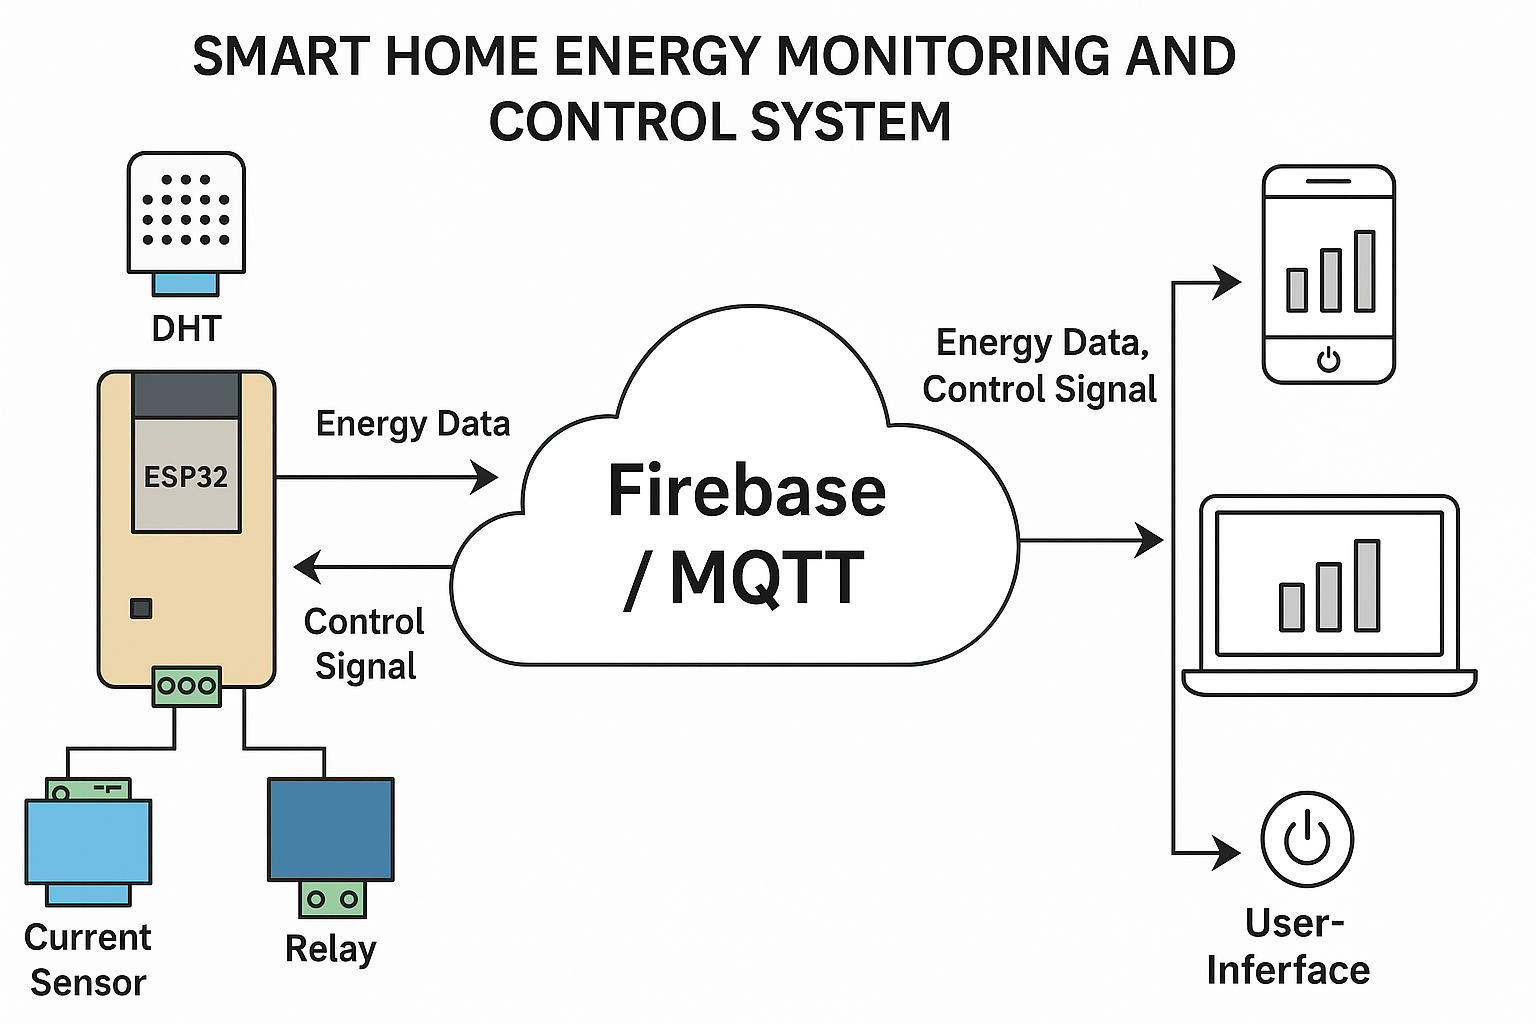 SMART HOME ENERGY MONITORING AND
CONTROL SYSTEM
DHT
ESP32
Energy Data
Control
Signal
Firebase
/ MQTT
Energy Data,
Control Signal
Current
Sensor
Relay
User-
Inferface